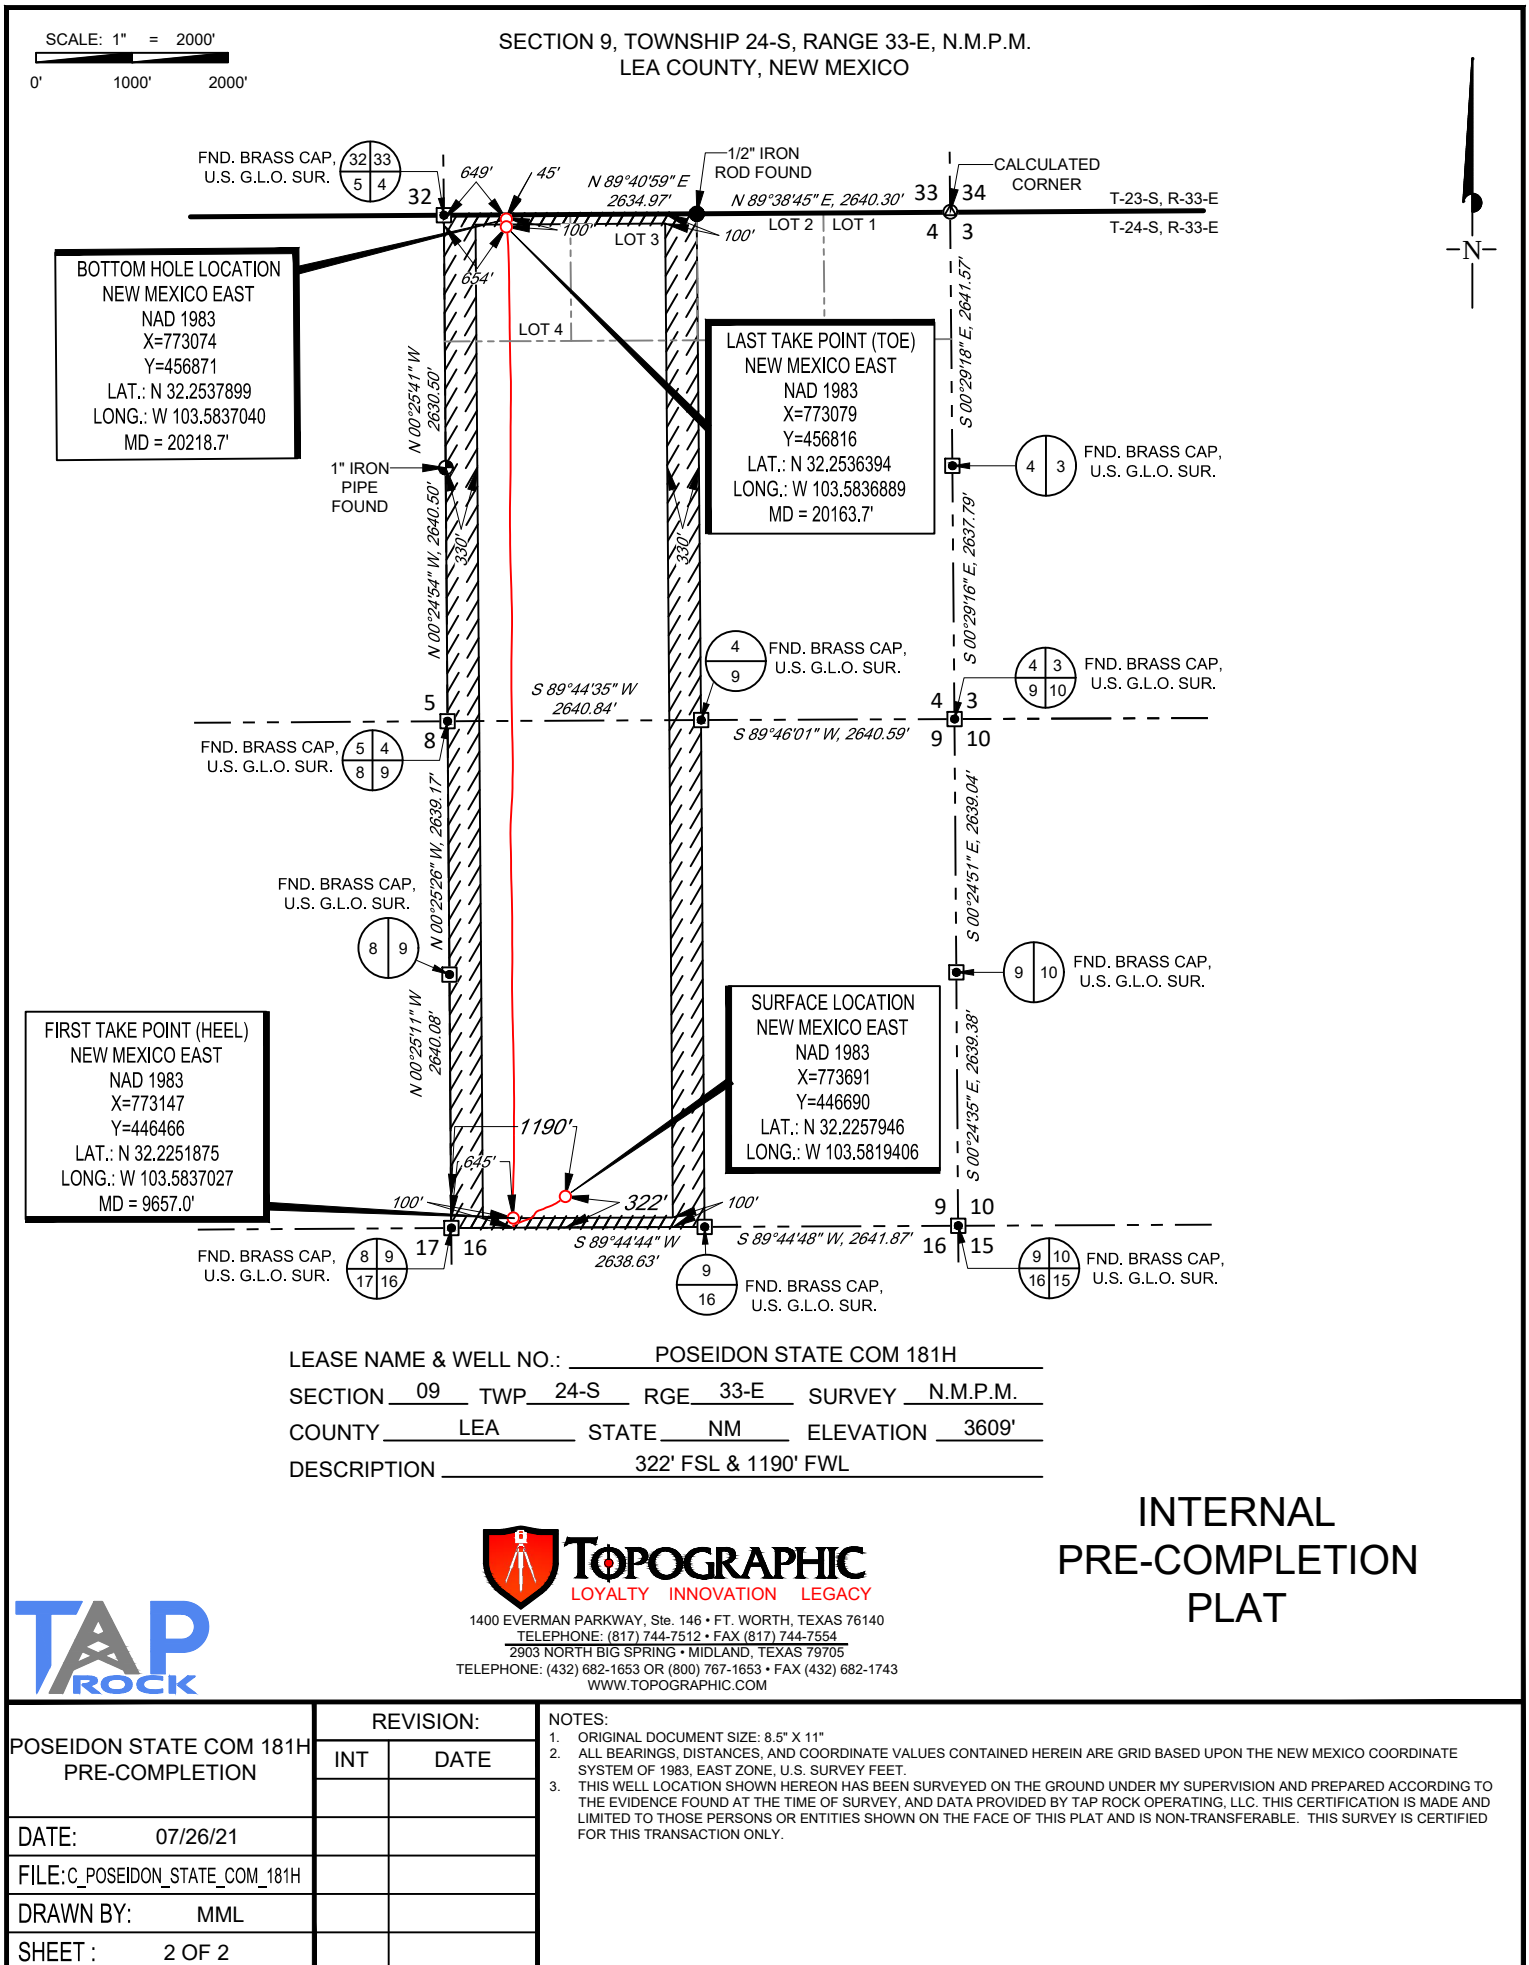 SCALE: 1" = 2000'
0' 1000' 2000'
SECTION 9, TOWNSHIP 24-S, RANGE 33-E, N.M.P.M.
LEA COUNTY, NEW MEXICO
FND. BRASS CAP,
U.S. G.L.O. SUR.
32 33
5 4
32
649'
45'
N 89°40'59" E
2634.97'
1/2" IRON
ROD FOUND
N 89°38'45" E, 2640.30'
33 34
4 3
CALCULATED
CORNER
T-23-S, R-33-E
T-24-S, R-33-E
100'
LOT 3
100'
LOT 2
LOT 1
654'
LOT 4
N
BOTTOM HOLE LOCATION
NEW MEXICO EAST
NAD 1983
X=773074
Y=456871
LAT.: N 32.2537899
LONG.: W 103.5837040
MD = 20218.7'
LAST TAKE POINT (TOE)
NEW MEXICO EAST
NAD 1983
X=773079
Y=456816
LAT.: N 32.2536394
LONG.: W 103.5836889
MD = 20163.7'
N 00°25'41" W
2630.50'
S 00°29'18" E, 2641.57'
1" IRON
PIPE
FOUND
4 3
FND. BRASS CAP,
U.S. G.L.O. SUR.
N 00°24'54" W, 2640.50'
330'
330'
S 00°29'16" E, 2637.79'
4
9
FND. BRASS CAP,
U.S. G.L.O. SUR.
4 3
9 10
FND. BRASS CAP,
U.S. G.L.O. SUR.
5
8
S 89°44'35" W
2640.84'
S 89°46'01" W, 2640.59'
4 3
9 10
FND. BRASS CAP,
U.S. G.L.O. SUR.
5 4
8 9
N 00°25'26" W, 2639.17'
S 00°24'51" E, 2639.04'
FND. BRASS CAP,
U.S. G.L.O. SUR.
8 9
9 10
FND. BRASS CAP,
U.S. G.L.O. SUR.
N 00°25'11" W
2640.08'
S 00°24'35" E, 2639.38'
FIRST TAKE POINT (HEEL)
NEW MEXICO EAST
NAD 1983
X=773147
Y=446466
LAT.: N 32.2251875
LONG.: W 103.5837027
MD = 9657.0'
SURFACE LOCATION
NEW MEXICO EAST
NAD 1983
X=773691
Y=446690
LAT.: N 32.2257946
LONG.: W 103.5819406
1190'
645'
100'
322'
100'
17 16
S 89°44'44" W
2638.63'
S 89°44'48" W, 2641.87'
9 10
16 15
FND. BRASS CAP,
U.S. G.L.O. SUR.
8 9
17 16
9
16
FND. BRASS CAP,
U.S. G.L.O. SUR.
9 10
16 15
FND. BRASS CAP,
U.S. G.L.O. SUR.
LEASE NAME & WELL NO.: POSEIDON STATE COM 181H
SECTION 09 TWP 24-S RGE 33-E SURVEY N.M.P.M.
COUNTY LEA STATE NM ELEVATION 3609'
DESCRIPTION 322' FSL & 1190' FWL
INTERNAL
PRE-COMPLETION
PLAT
TOPOGRAPHIC
LOYALTY INNOVATION LEGACY
1400 EVERMAN PARKWAY, Ste. 146 • FT. WORTH, TEXAS 76140
TELEPHONE: (817) 744-7512 • FAX (817) 744-7554
2903 NORTH BIG SPRING • MIDLAND, TEXAS 79705
TELEPHONE: (432) 682-1653 OR (800) 767-1653 • FAX (432) 682-1743
WWW.TOPOGRAPHIC.COM
TAP
ROCK
POSEIDON STATE COM 181H
PRE-COMPLETION
DATE: 07/26/21
FILE: C_POSEIDON_STATE_COM_181H
DRAWN BY: MML
SHEET : 2 OF 2
REVISION:
INT DATE
NOTES:
1. ORIGINAL DOCUMENT SIZE: 8.5" X 11"
2. ALL BEARINGS, DISTANCES, AND COORDINATE VALUES CONTAINED HEREIN ARE GRID BASED UPON THE NEW MEXICO COORDINATE
SYSTEM OF 1983, EAST ZONE, U.S. SURVEY FEET.
3. THIS WELL LOCATION SHOWN HEREON HAS BEEN SURVEYED ON THE GROUND UNDER MY SUPERVISION AND PREPARED ACCORDING TO
THE EVIDENCE FOUND AT THE TIME OF SURVEY, AND DATA PROVIDED BY TAP ROCK OPERATING, LLC. THIS CERTIFICATION IS MADE AND
LIMITED TO THOSE PERSONS OR ENTITIES SHOWN ON THE FACE OF THIS PLAT AND IS NON-TRANSFERABLE. THIS SURVEY IS CERTIFIED
FOR THIS TRANSACTION ONLY.